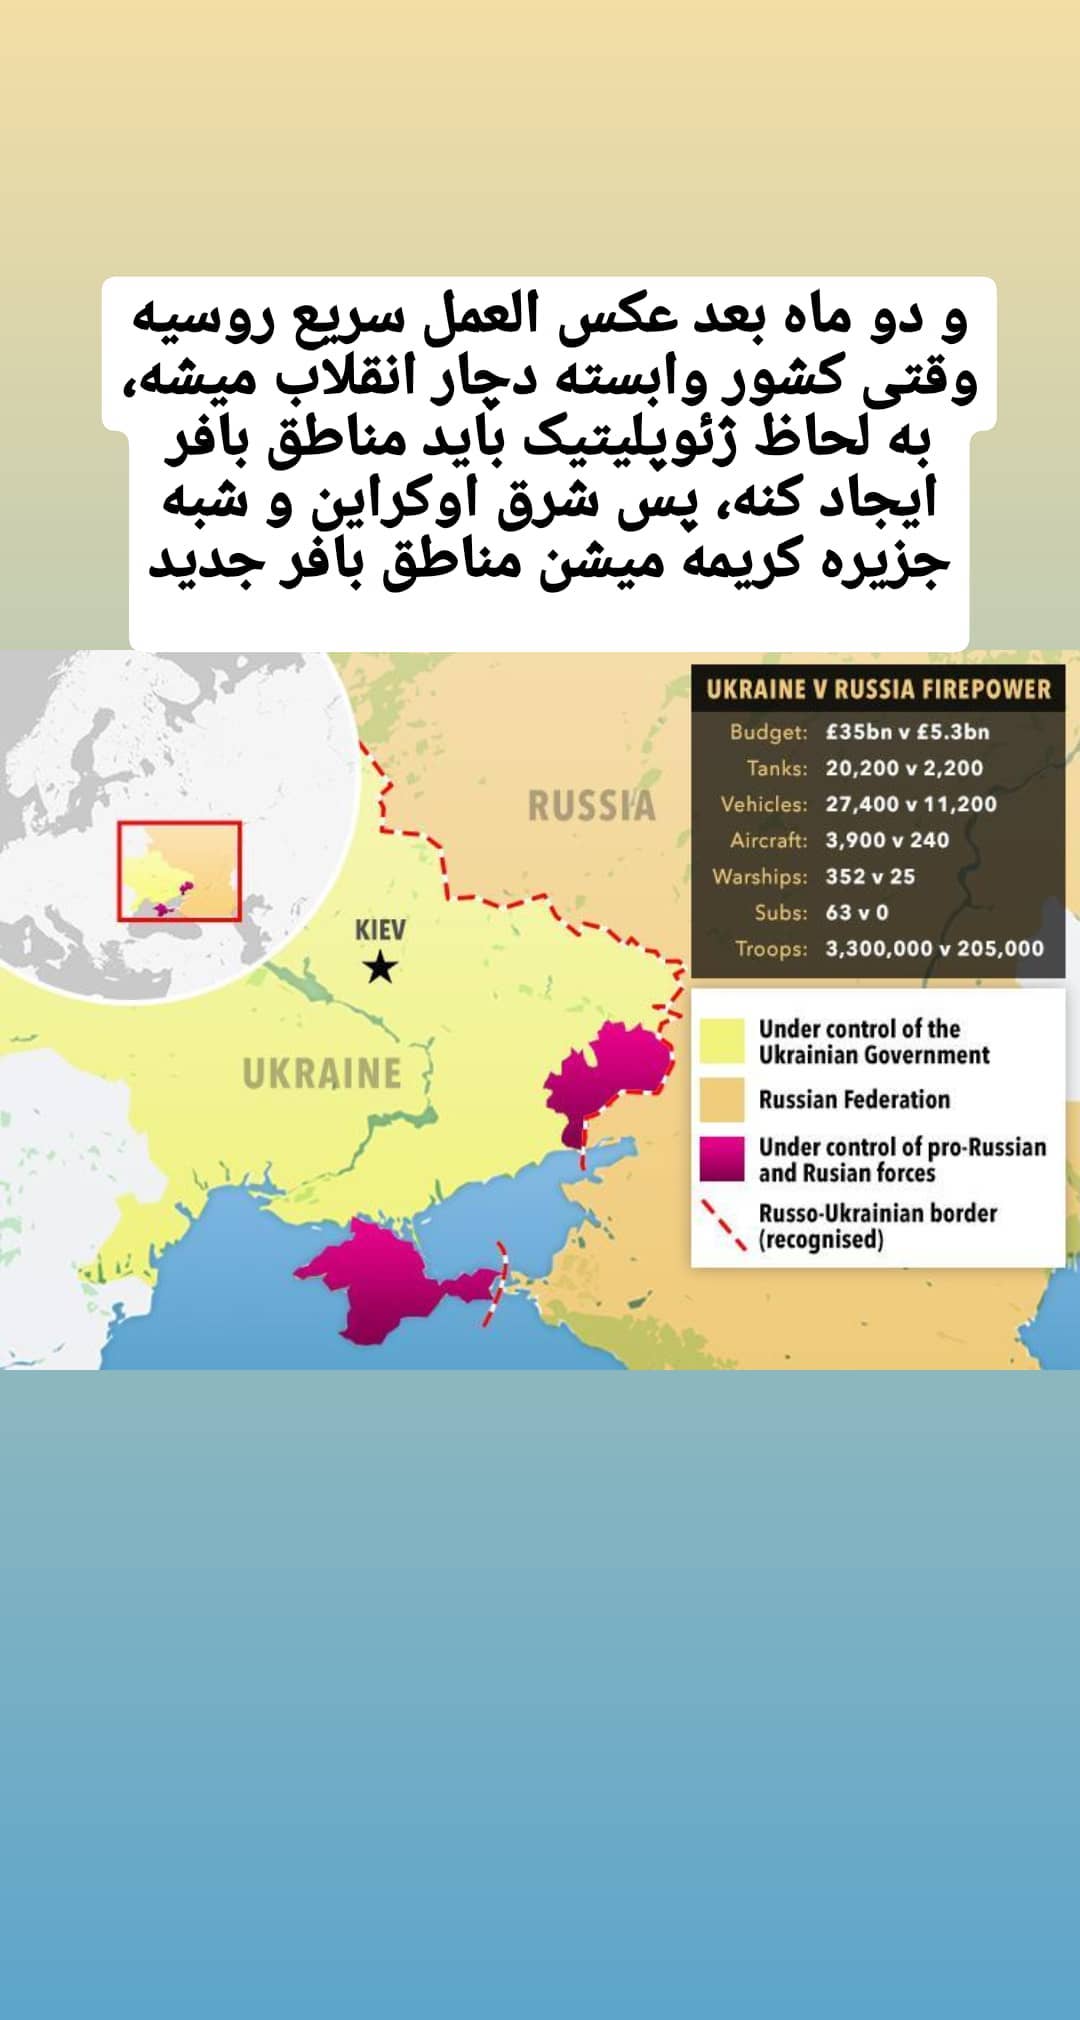 و دو ماه بعد عکس العمل سریع روسیه
وقتی کشور وابسته دچار انقلاب میشه،
به لحاظ ژئوپلیتیک باید مناطق بافر
ایجاد کنه، پس شرق اوکراین و شبه
جزیره کریمه میشن مناطق بافر جدید
UKRAINE V RUSSIA FIREPOWER
Budget: £35bn v £5.3bn
Tanks: 20,200 v 2,200
Vehicles: 27,400 v 11,200
Aircraft: 3,900 v 240
Warships: 352 v 25
Subs: 63 v 0
Troops: 3,300,000 v 205,000
RUSSIA
KIEV
UKRAINE
Under control of the
Ukrainian Government
Russian Federation
Under control of pro-Russian
and Rusian forces
Russo-Ukrainian border
(recognised)